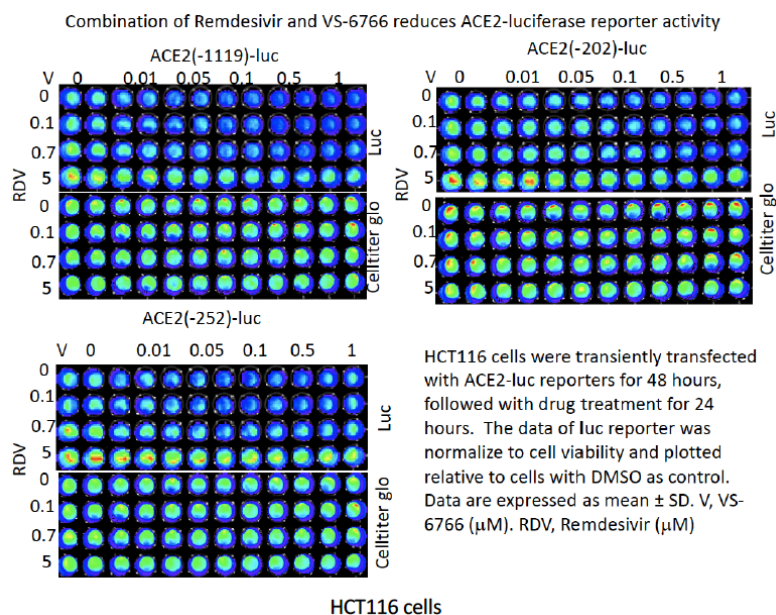 Combination of Remdesivir and VS-6766 reduces ACE2-luciferase reporter activity
ACE2(-1119)-luc
V 0 0.01 0.05 0.1 0.5 1
0
0.1
0.7
5
RDV
Luc
0
0.1
0.7
5
Celltiter glo
ACE2(-202)-luc
V 0 0.01 0.05 0.1 0.5 1
0
0.1
0.7
5
RDV
Luc
0
0.1
0.7
5
Celltiter glo
ACE2(-252)-luc
V 0 0.01 0.05 0.1 0.5 1
0
0.1
0.7
5
RDV
Luc
0
0.1
0.7
5
Celltiter glo
HCT116 cells were transiently transfected
with ACE2-luc reporters for 48 hours,
followed with drug treatment for 24
hours. The data of luc reporter was
normalize to cell viability and plotted
relative to cells with DMSO as control.
Data are expressed as mean ± SD. V, VS-
6766 (μM). RDV, Remdesivir (μM)
HCT116 cells